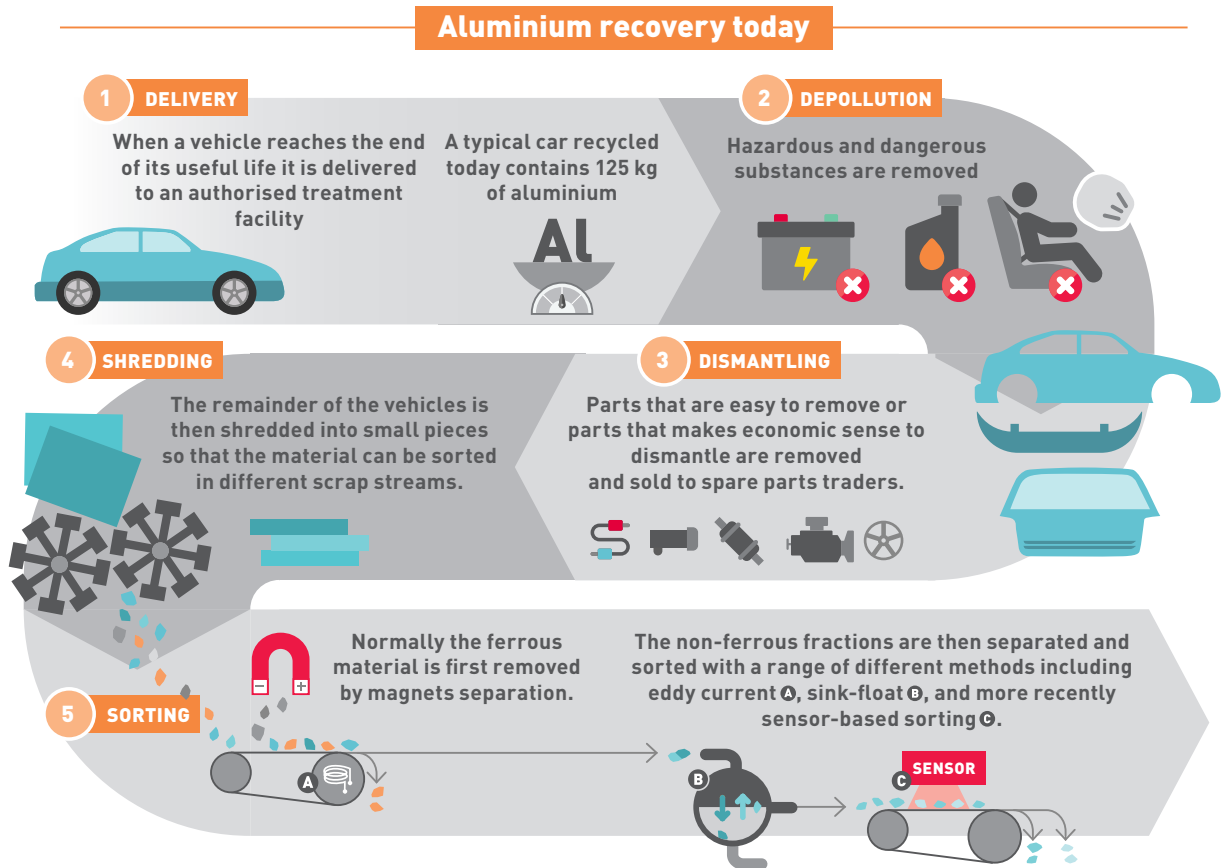 Aluminium recovery today
1 DELIVERY
When a vehicle reaches the end
of its useful life it is delivered
to an authorised treatment
facility
A typical car recycled
today contains 125 kg
of aluminium
Al
2 DEPOLLUTION
Hazardous and dangerous
substances are removed
3 DISMANTLING
Parts that are easy to remove or
parts that makes economic sense to
dismantle are removed
and sold to spare parts traders.
4 SHREDDING
The remainder of the vehicles is
then shredded into small pieces
so that the material can be sorted
in different scrap streams.
5 SORTING
Normally the ferrous
material is first removed
by magnets separation.
The non-ferrous fractions are then separated and
sorted with a range of different methods including
eddy current A, sink-float B, and more recently
sensor-based sorting C.
A
B
C
SENSOR